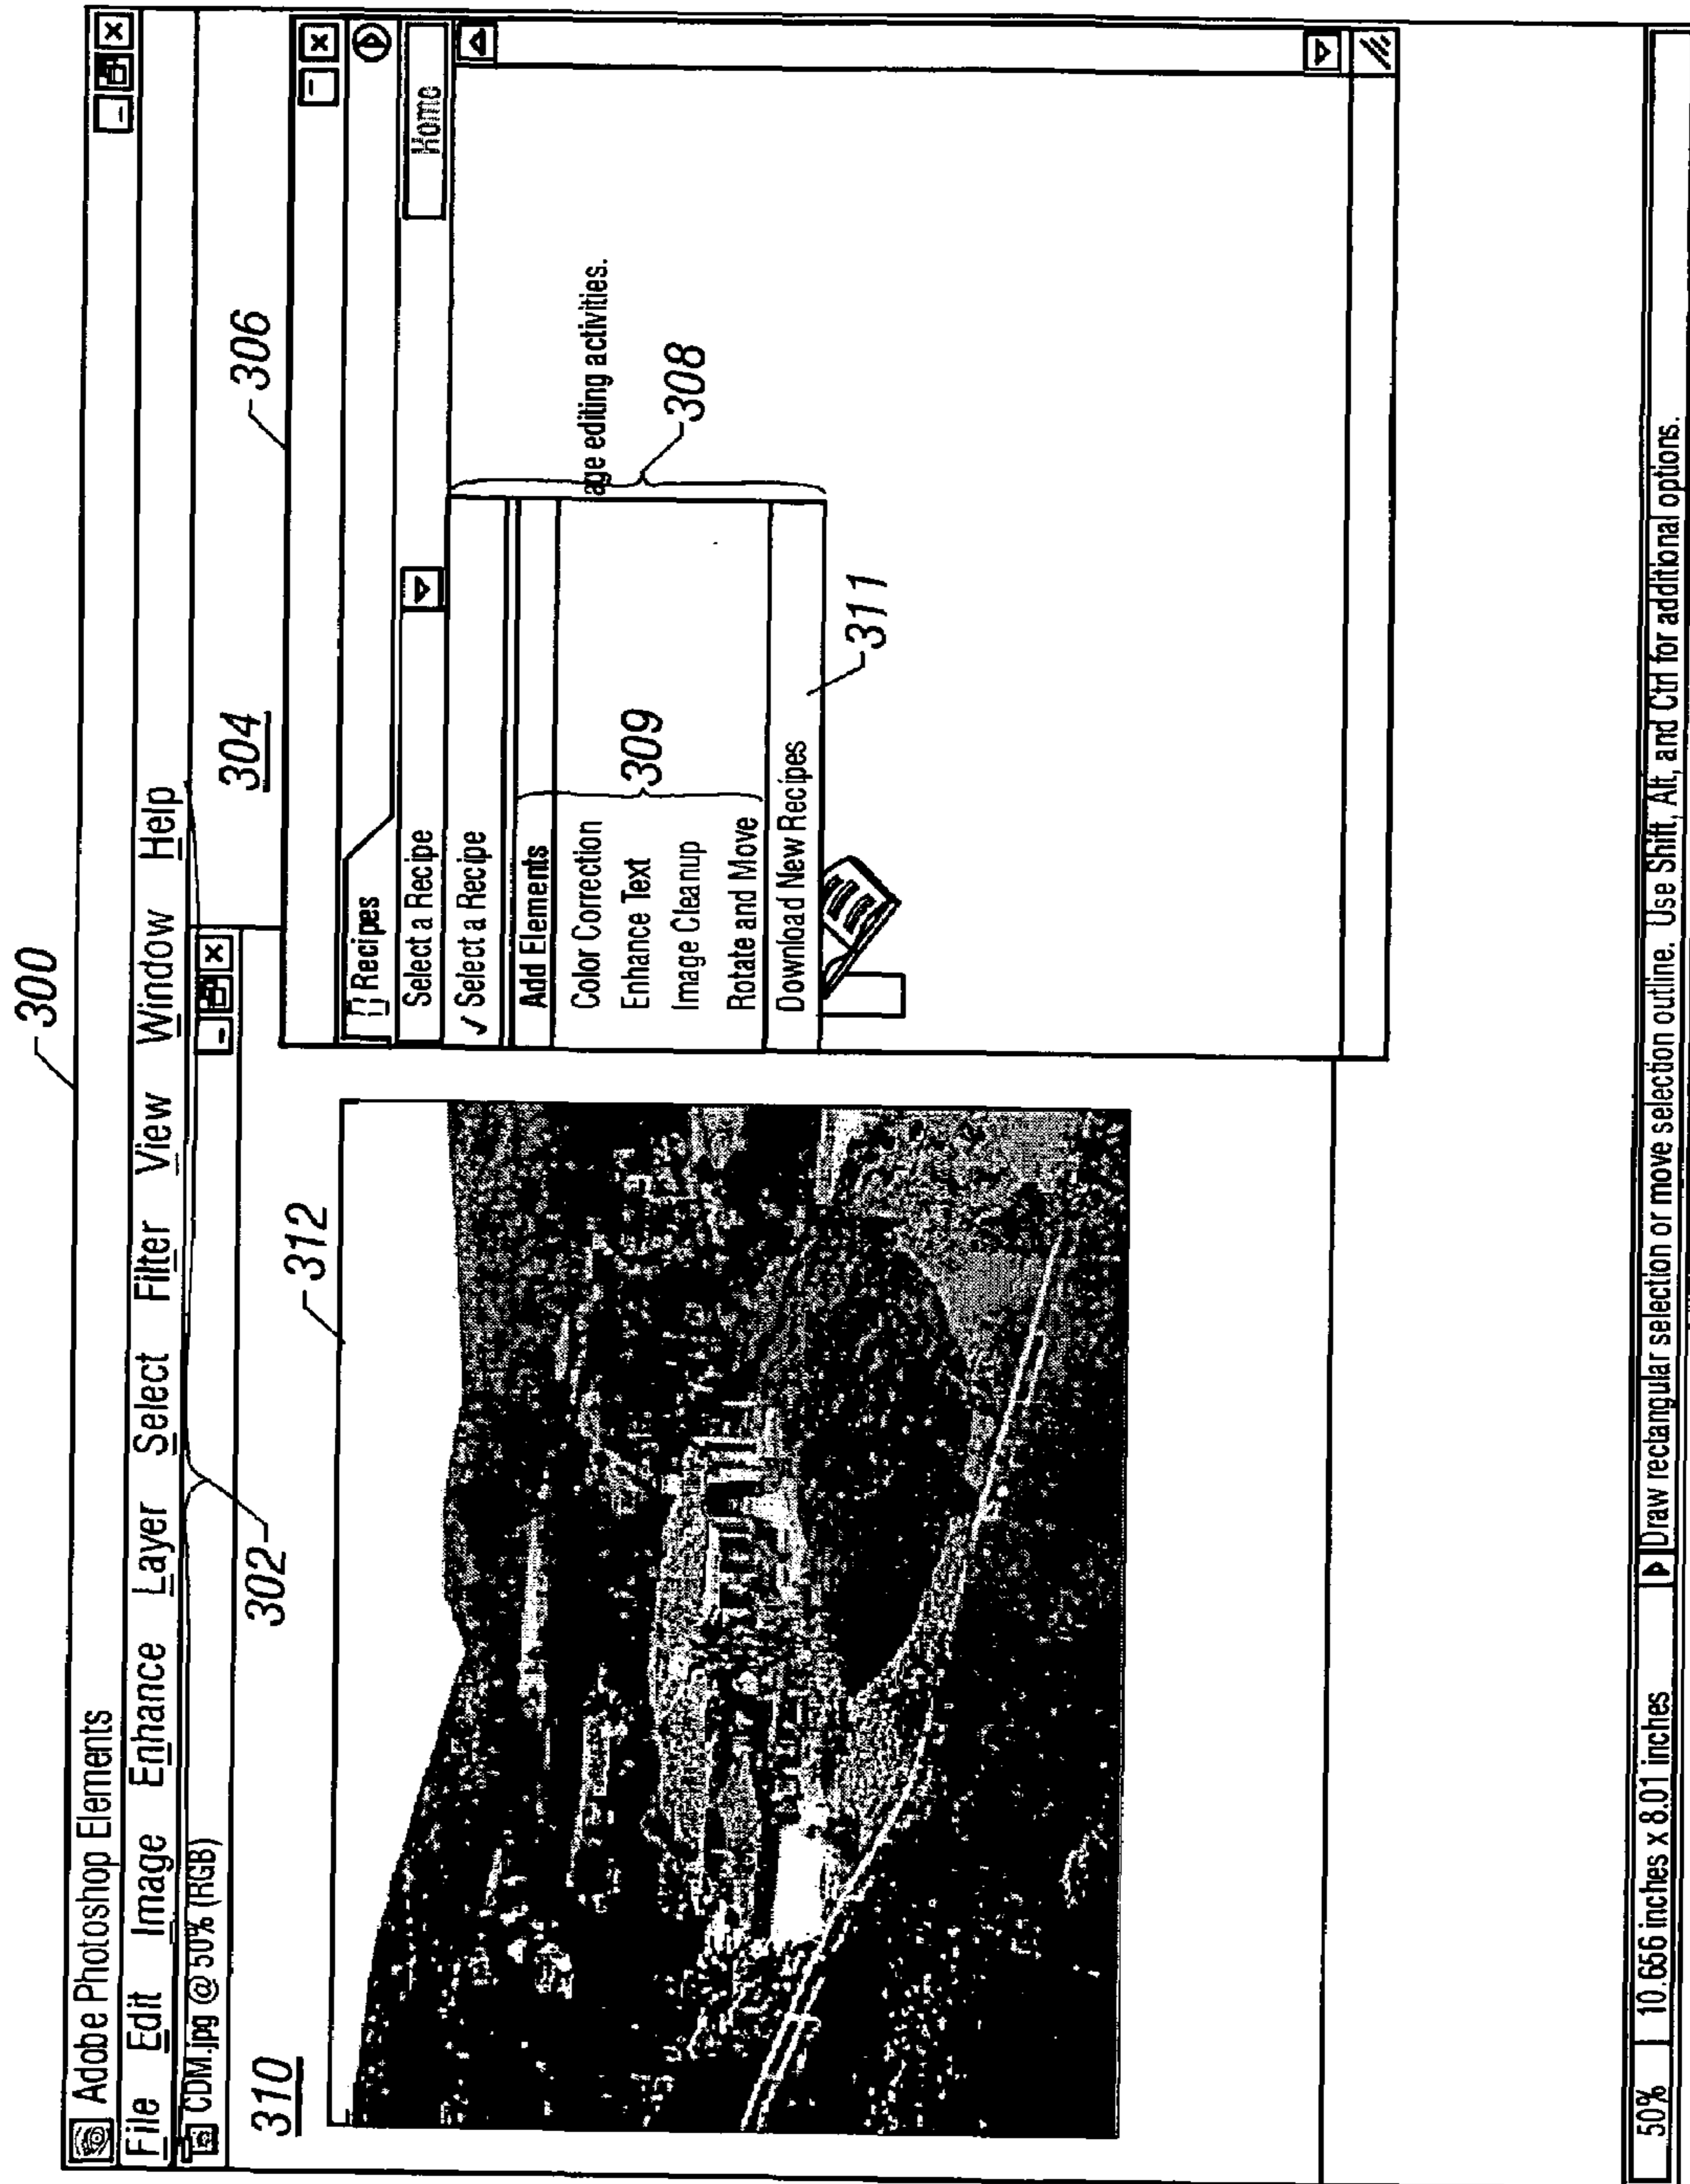 300
Adobe Photoshop Elements
File Edit Image Enhance Layer Select Filter View Window Help
CDM.jpg @ 50% (RGB)
302
304
306
310
312
Recipes
Select a Recipe
Home
✓ Select a Recipe
Add Elements
Color Correction
Enhance Text
Image Cleanup
Rotate and Move
309
Download New Recipes
age editing activities.
308
311
50%
10.666 inches x 8.01 inches
Draw rectangular selection or move selection outline. Use Shift, Alt, and Ctrl for additional options.